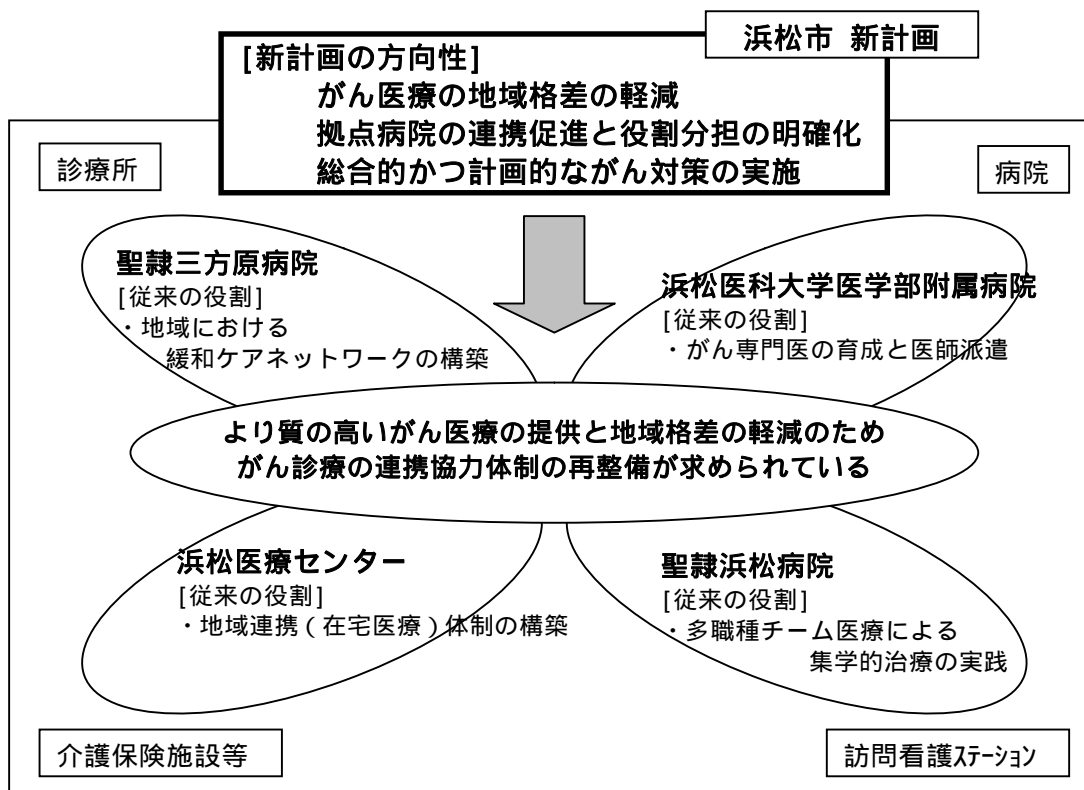 浜松市 新計画
[新計画の方向性]
がん医療の地域格差の軽減
拠点病院の連携促進と役割分担の明確化
総合的かつ計画的ながん対策の実施
診療所
病院
聖隷三方原病院
[従来の役割]
・地域における
緩和ケアネットワークの構築
浜松医科大学医学部附属病院
[従来の役割]
・がん専門医の育成と医師派遣
より質の高いがん医療の提供と地域格差の軽減のため
がん診療の連携協力体制の再整備が求められている
浜松医療センター
[従来の役割]
・地域連携(在宅医療)体制の構築
聖隷浜松病院
[従来の役割]
・多職種チーム医療による
集学的治療の実践
介護保険施設等
訪問看護ｽﾃｰｼｮﾝ